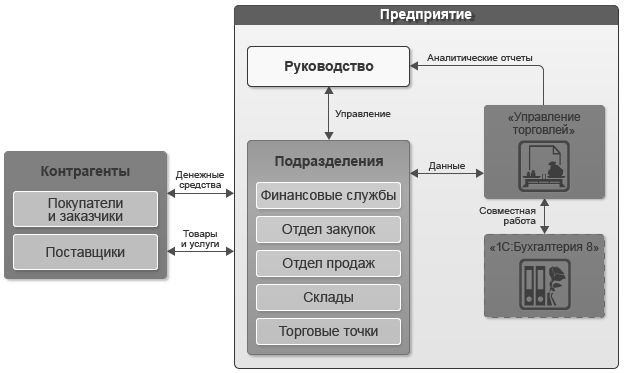 Предприятие
Руководство
Аналитические отчеты
Управление
«Управление
торговлей»
Подразделения
Контрагенты
Данные
Денежные
средства
Финансовые службы
Покупатели
и заказчики
Совместная
работа
Отдел закупок
Товары
и услуги
Поставщики
«1С:Бухгалтерия 8»
Отдел продаж
Склады
Торговые точки